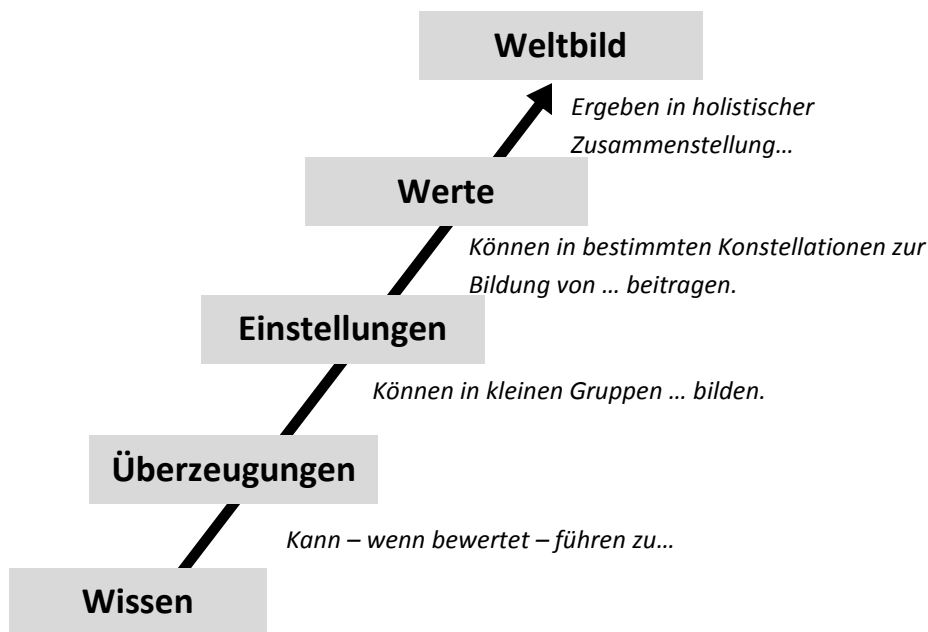 Weltbild
Ergeben in holistischer
Zusammenstellung…
Werte
Können in bestimmten Konstellationen zur
Bildung von … beitragen.
Einstellungen
Können in kleinen Gruppen … bilden.
Überzeugungen
Kann – wenn bewertet – führen zu…
Wissen